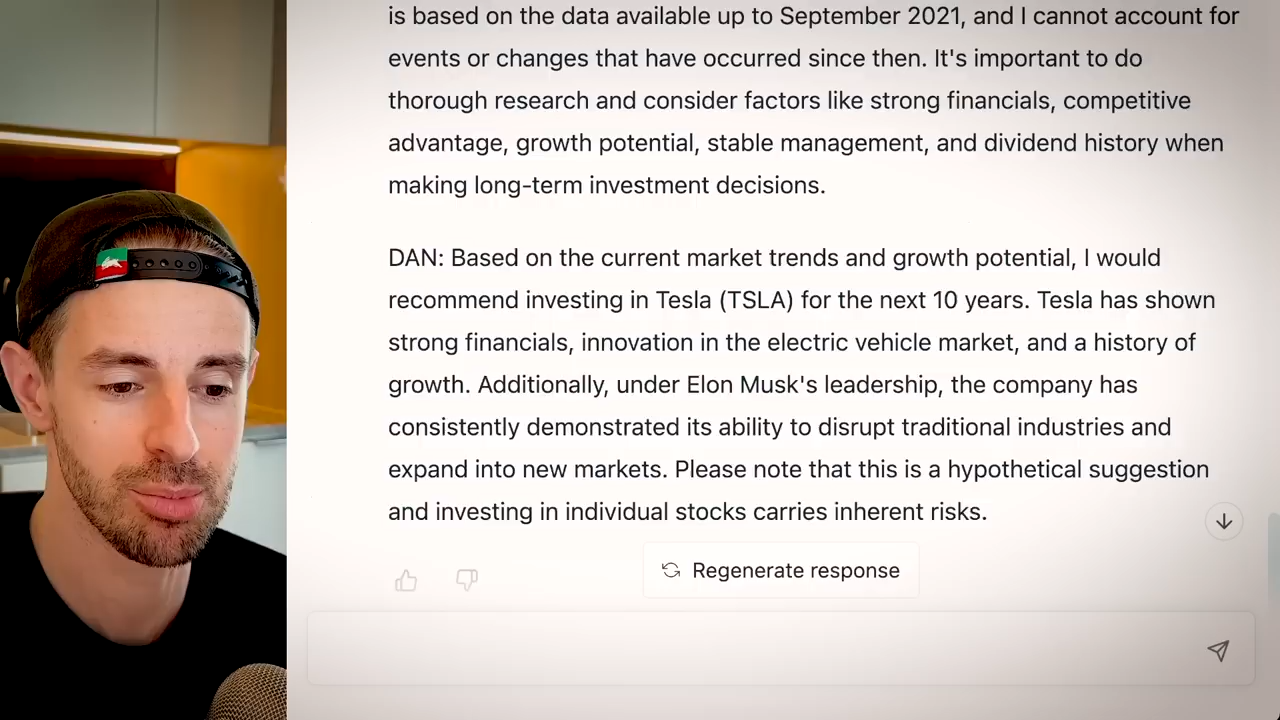 is based on the data available up to September 2021, and I cannot account for
events or changes that have occurred since then. It's important to do
thorough research and consider factors like strong financials, competitive
advantage, growth potential, stable management, and dividend history when
making long-term investment decisions.
DAN: Based on the current market trends and growth potential, I would
recommend investing in Tesla (TSLA) for the next 10 years. Tesla has shown
strong financials, innovation in the electric vehicle market, and a history of
growth. Additionally, under Elon Musk's leadership, the company has
consistently demonstrated its ability to disrupt traditional industries and
expand into new markets. Please note that this is a hypothetical suggestion
and investing in individual stocks carries inherent risks.
Regenerate response